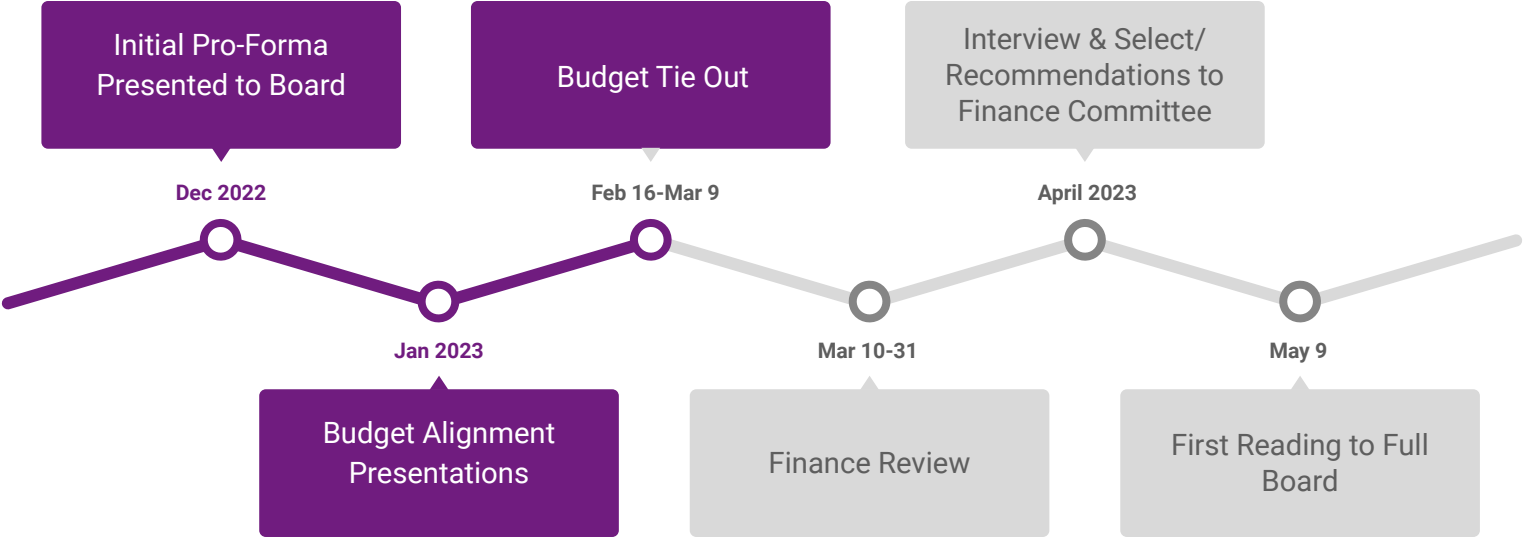 Initial Pro-Forma
Presented to Board
Dec 2022
Jan 2023
Budget Alignment
Presentations
Budget Tie Out
Feb 16-Mar 9
Mar 10-31
Finance Review
Interview & Select/
Recommendations to
Finance Committee
April 2023
May 9
First Reading to Full
Board